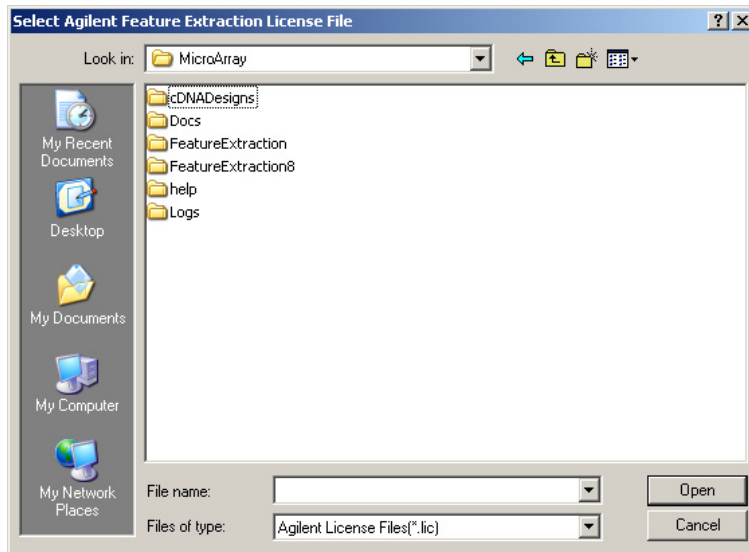 Select Agilent Feature Extraction License File
Look in: MicroArray
cDNADesigns
Docs
FeatureExtraction
FeatureExtraction8
help
Logs
My Recent
Documents
Desktop
My Documents
My Computer
My Network
Places
File name:
Open
Files of type: Agilent License Files(*.lic)
Cancel